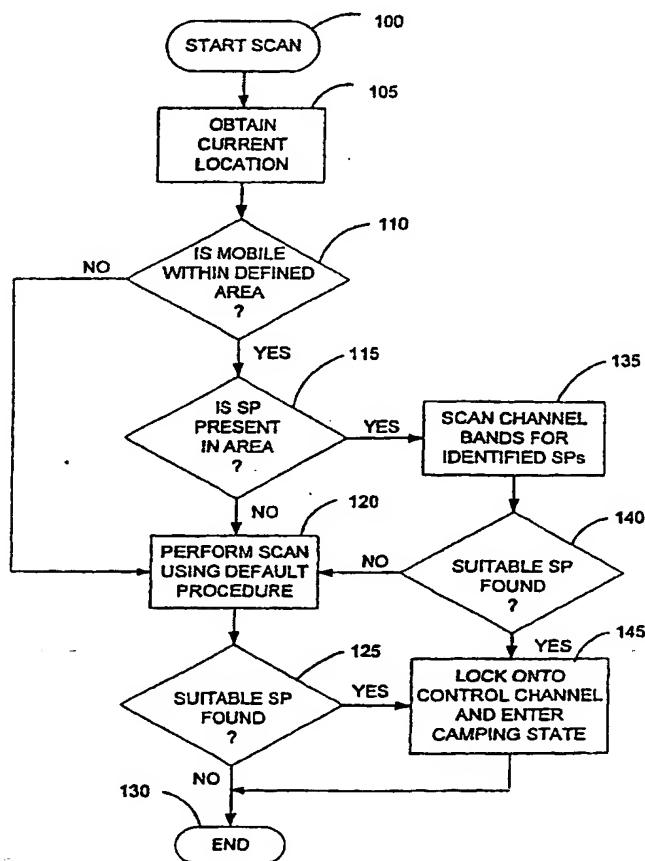 100
START SCAN
105
OBTAIN
CURRENT
LOCATION
110
IS MOBILE
WITHIN DEFINED
AREA
?
NO
YES
115
IS SP
PRESENT
IN AREA
?
YES
NO
135
SCAN CHANNEL
BANDS FOR
IDENTIFIED SPs
120
PERFORM SCAN
USING DEFAULT
PROCEDURE
140
SUITABLE SP
FOUND
?
NO
YES
125
SUITABLE SP
FOUND
?
YES
NO
145
LOCK ONTO
CONTROL CHANNEL
AND ENTER
CAMPING STATE
130
END